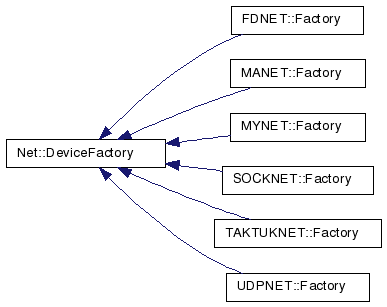 FDNET::Factory
MANET::Factory
MYNET::Factory
Net::DeviceFactory
SOCKNET::Factory
TAKTUKNET::Factory
UDPNET::Factory